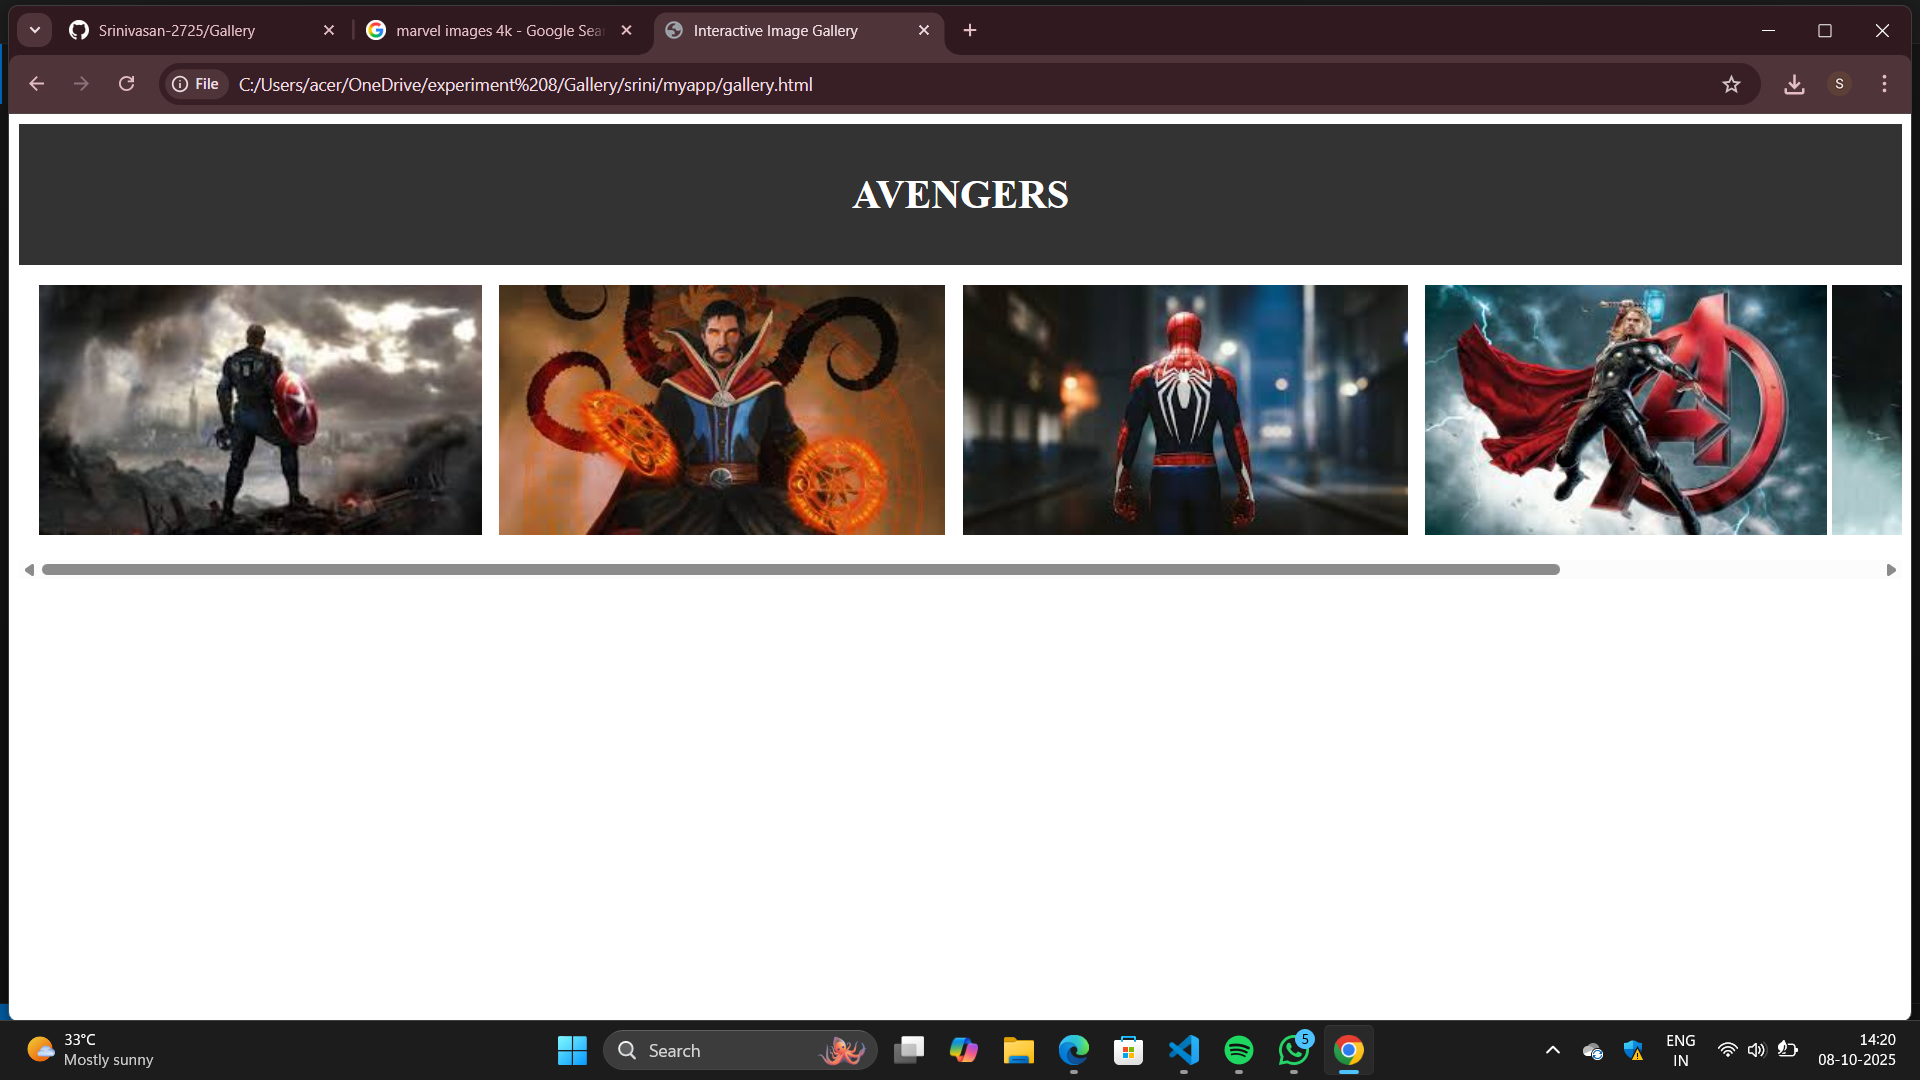 Srinivasan-2725/Gallery
marvel images 4k - Google Sea
Interactive Image Gallery
File
C:/Users/acer/OneDrive/experiment%208/Gallery/srini/myapp/gallery.html
S
AVENGERS
33°C
Mostly sunny
Search
5
ENG
IN
14:20
08-10-2025